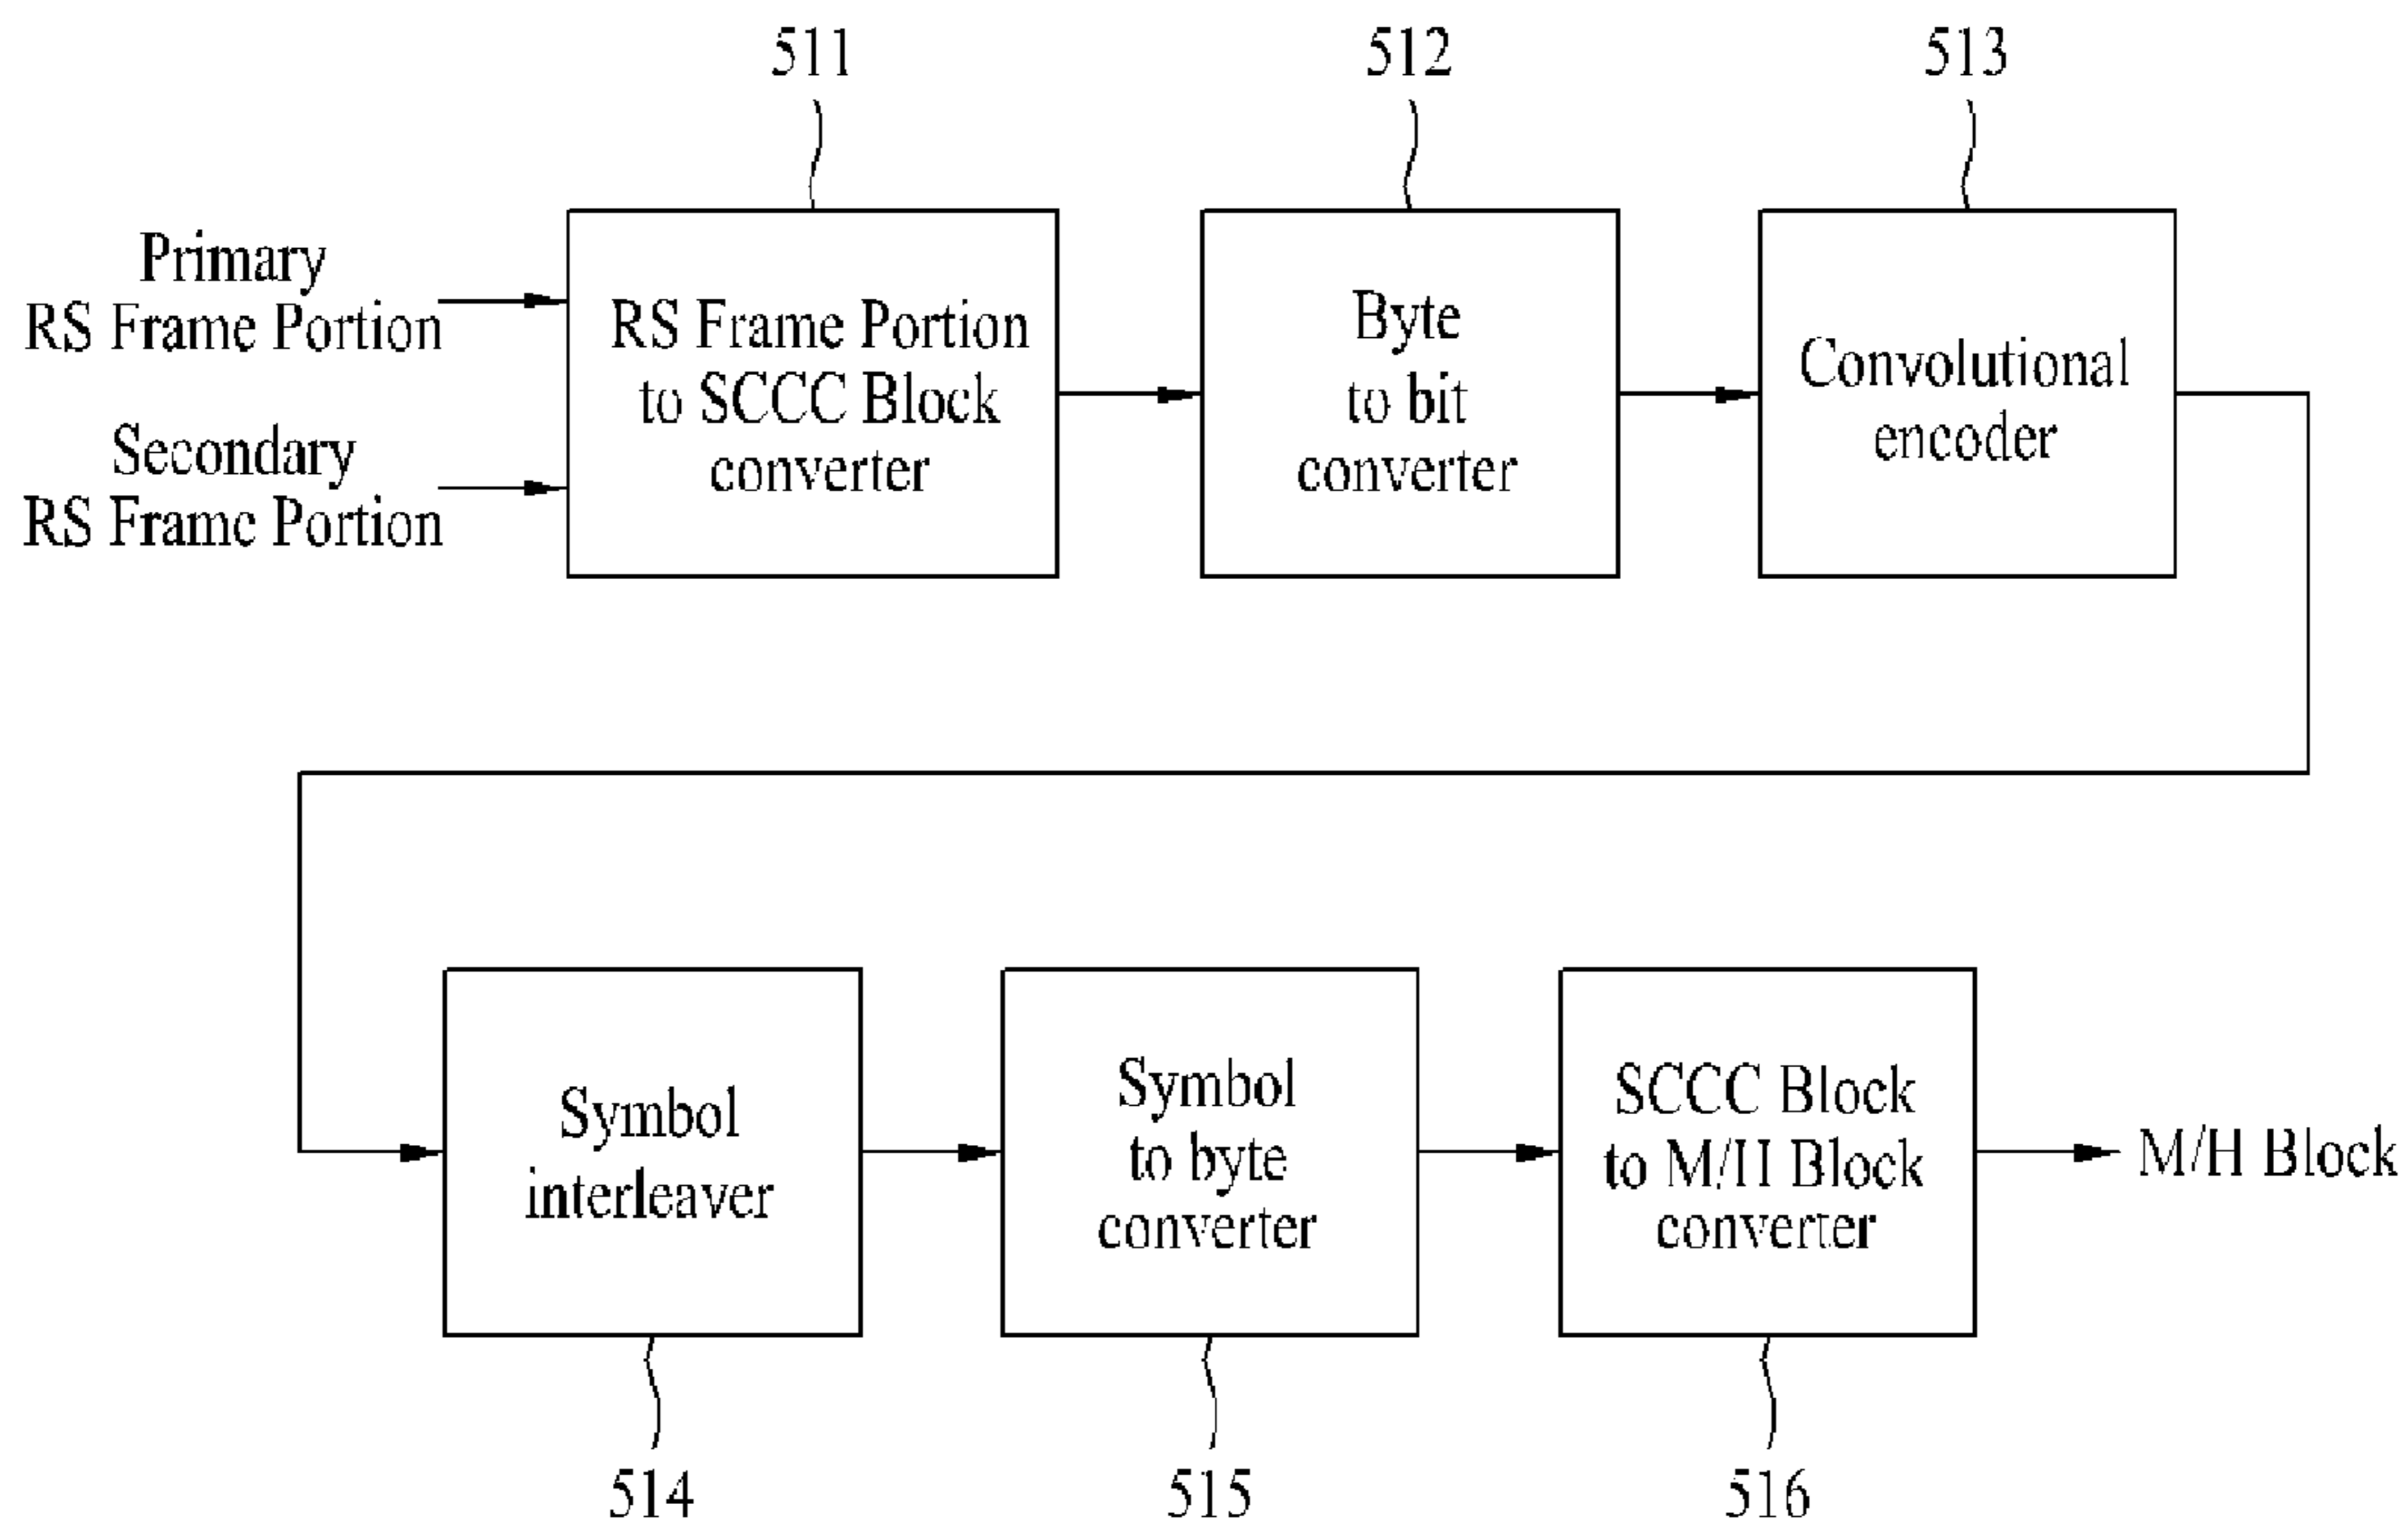 511
512
513
Primary
RS Frame Portion
Secondary
RS Frame Portion
RS Frame Portion
to SCCC Block
converter
Byte
to bit
converter
Convolutional
encoder
Symbol
interleaver
Symbol
to byte
converter
SCCC Block
to M/H Block
converter
M/H Block
514
515
516